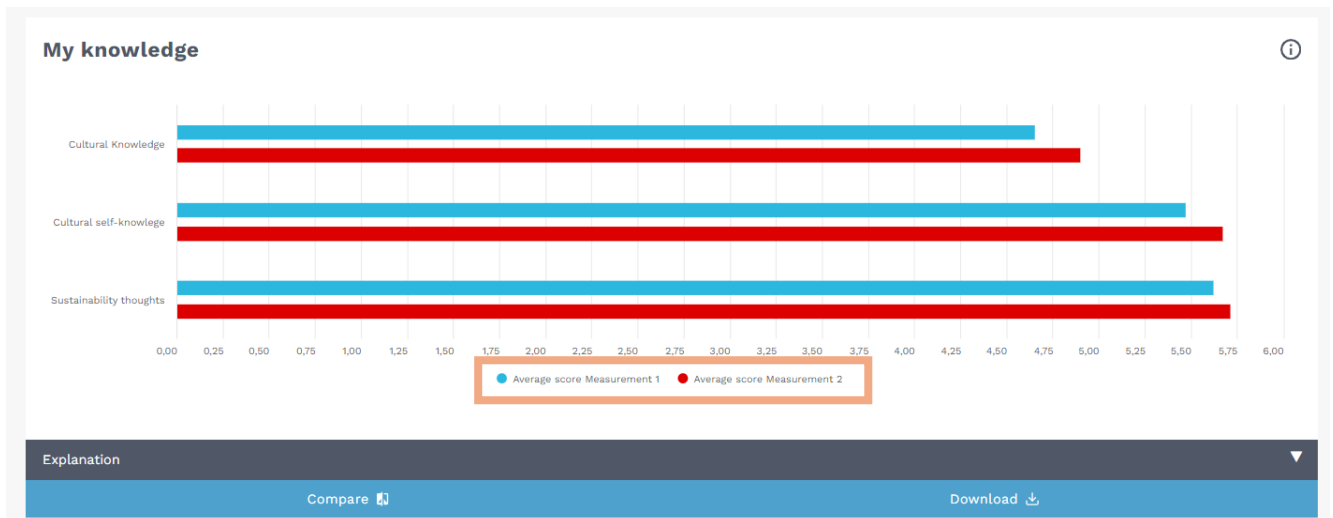 My knowledge
Cultural Knowledge
Cultural self-knowlege
Sustainability thoughts
0,00 0,25 0,50 0,75 1,00 1,25 1,50 1,75 2,00 2,25 2,50 2,75 3,00 3,25 3,50 3,75 4,00 4,25 4,50 4,75 5,00 5,25 5,50 5,75 6,00
Average score Measurement 1 Average score Measurement 2
Explanation
Compare Download